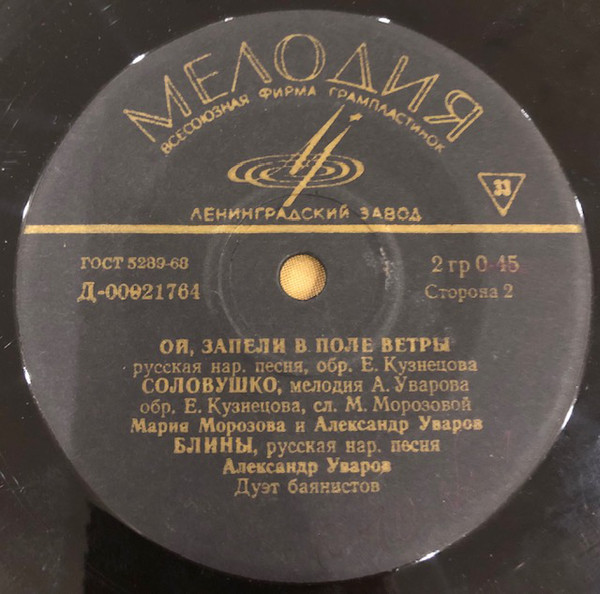 МЕЛОДИЯ
ВСЕСОЮЗНАЯ ФИРМА ГРАМПЛАСТИНОК
33
ЛЕНИНГРАДСКИЙ ЗАВОД
ГОСТ 5289-68
2 гр 0-45
Д-00021764
Сторона 2
ОЙ, ЗАПЕЛИ В ПОЛЕ ВЕТРЫ
русская нар. песня, обр. Е. Кузнецова
СОЛОВУШКО, мелодия А. Уварова
обр. Е. Кузнецова, сл. М. Морозовой
Мария Морозова и Александр Уваров
БЛИНЫ, русская нар. песня
Александр Уваров
Дуэт баянистов